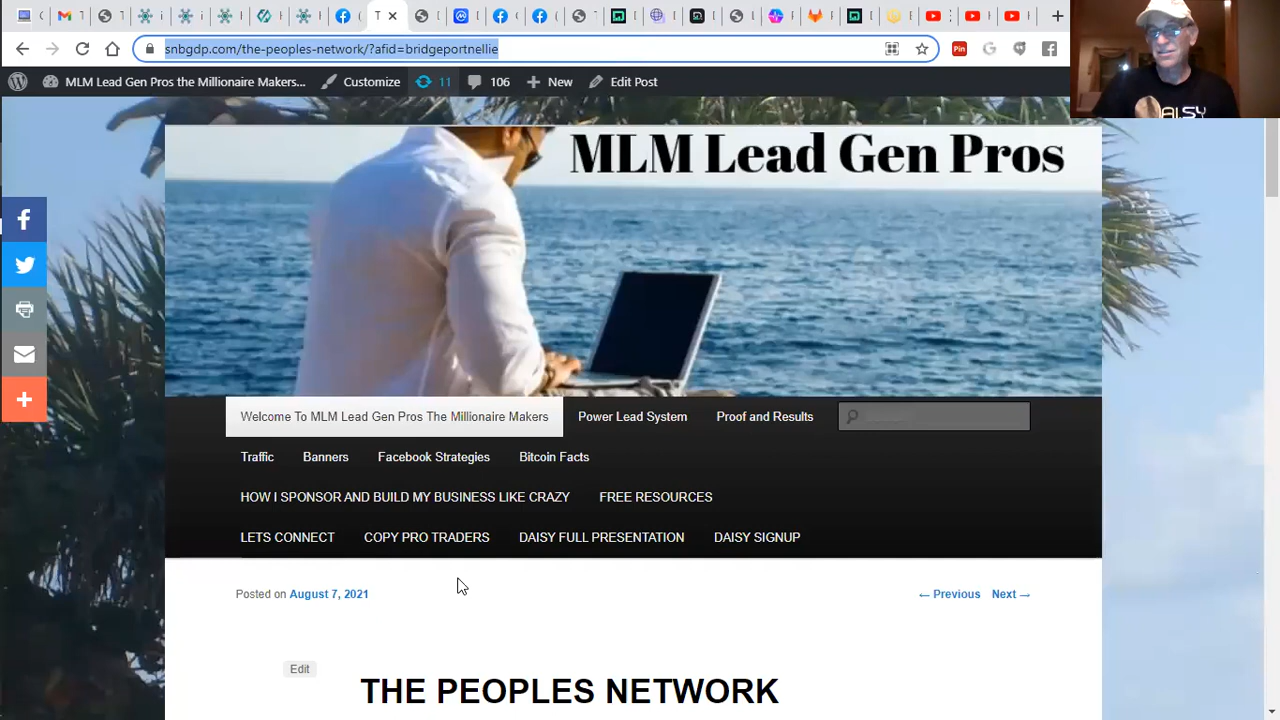 snbgdp.com/the-peoples-network/?afid=bridgeportnellie
Pin
MLM Lead Gen Pros the Millionaire Makers...
Customize
11
106
New
Edit Post
MLM Lead Gen Pros
Welcome To MLM Lead Gen Pros The Millionaire Makers
Power Lead System
Proof and Results
Traffic
Banners
Facebook Strategies
Bitcoin Facts
HOW I SPONSOR AND BUILD MY BUSINESS LIKE CRAZY
FREE RESOURCES
LETS CONNECT
COPY PRO TRADERS
DAISY FULL PRESENTATION
DAISY SIGNUP
Posted on August 7, 2021
← Previous Next →
Edit
THE PEOPLES NETWORK